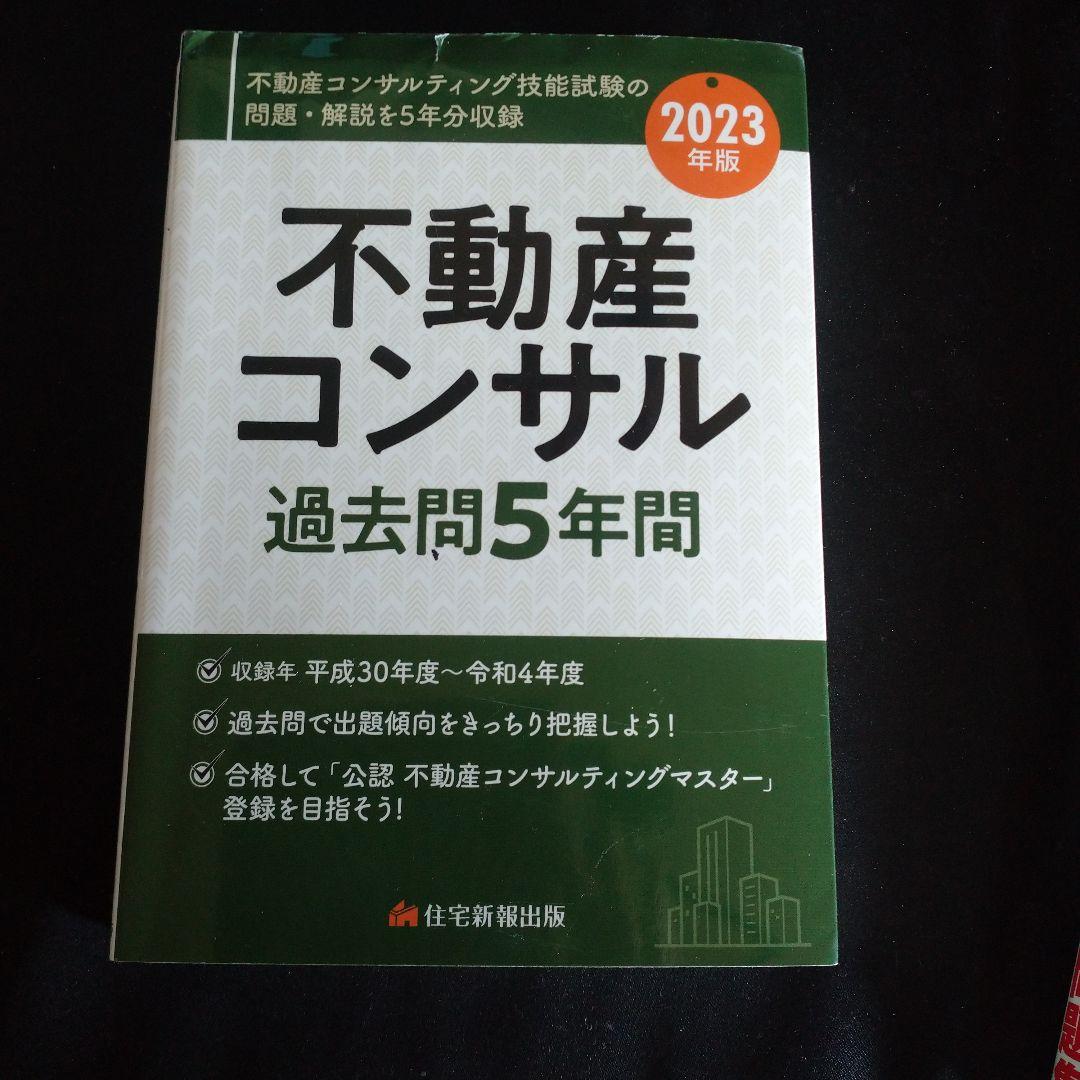 不動産コンサルティング技能試験の
問題・解説を5年分収録
2023
年版
不動産
コンサル
過去問5年間
収録年 平成30年度～令和4年度
過去問で出題傾向をきっちり把握しよう!
合格して「公認 不動産コンサルティングマスター」
登録を目指そう!
住宅新報出版